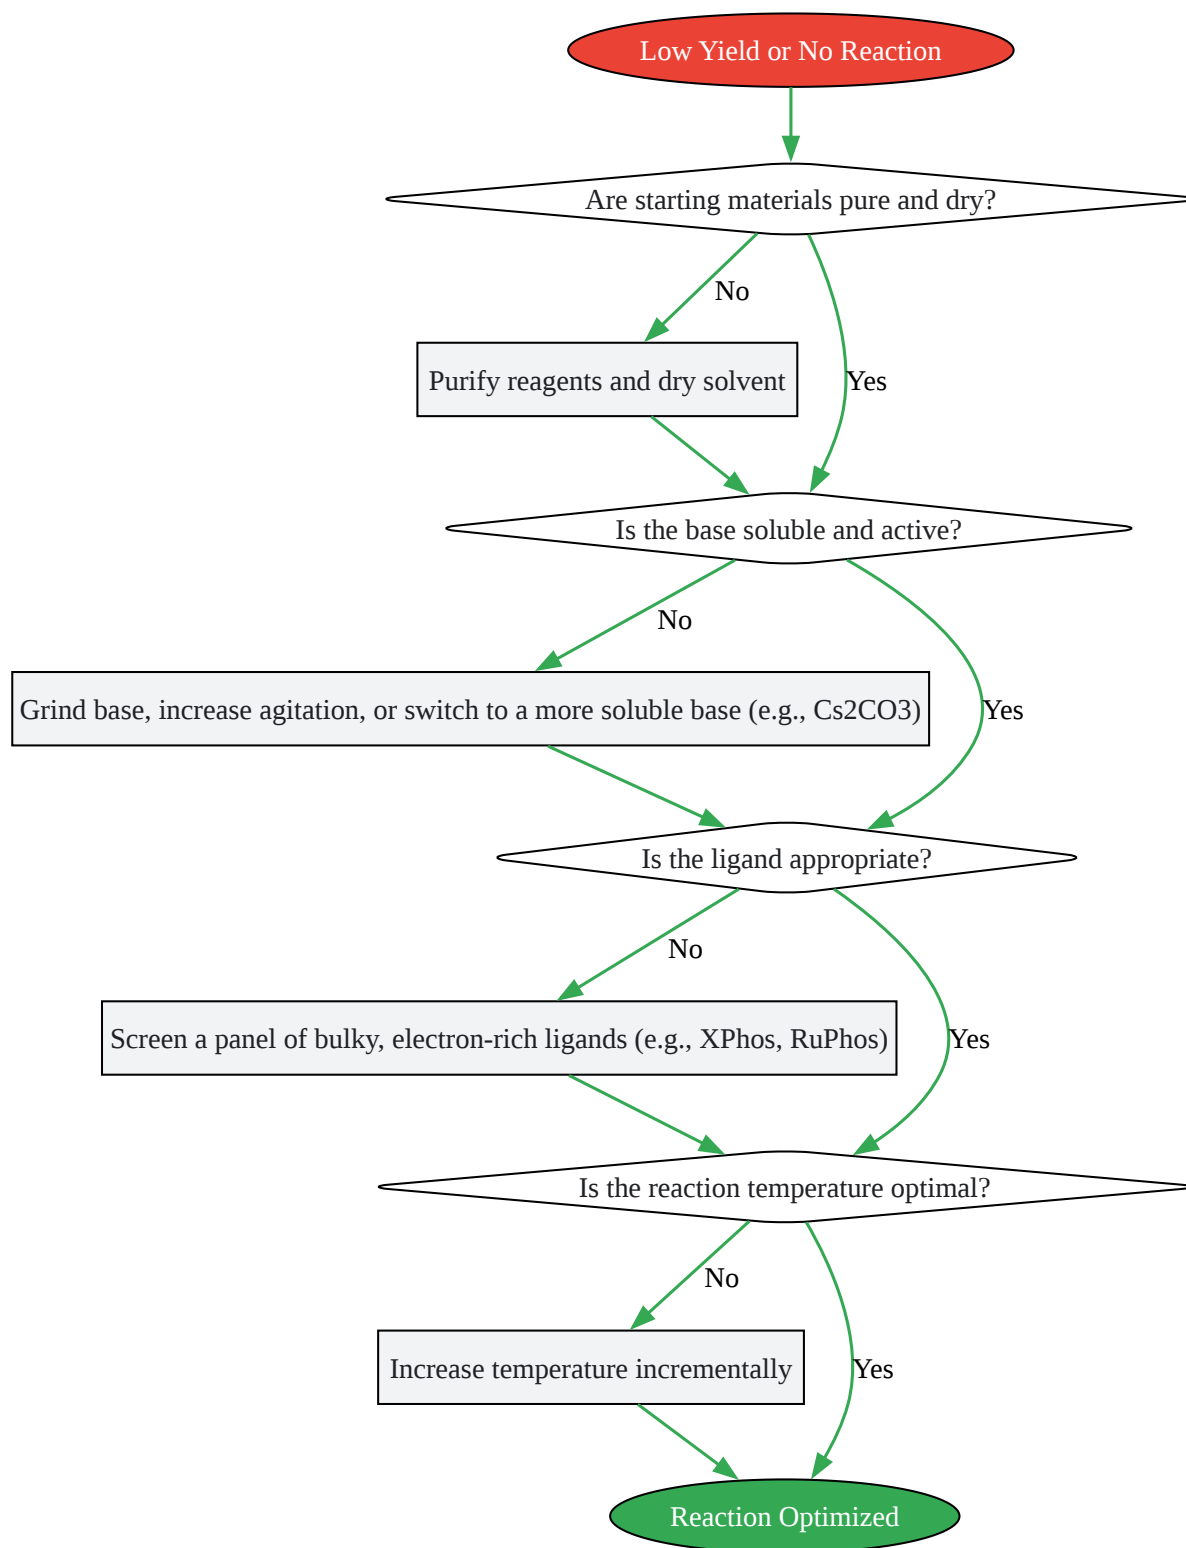 Low Yield or No Reaction
Are starting materials pure and dry?
No
Purify reagents and dry solvent
Yes
Is the base soluble and active?
No
Grind base, increase agitation, or switch to a more soluble base (e.g., Cs2CO3)
Yes
Is the ligand appropriate?
No
Screen a panel of bulky, electron-rich ligands (e.g., XPhos, RuPhos)
Yes
Is the reaction temperature optimal?
No
Increase temperature incrementally
Yes
Reaction Optimized